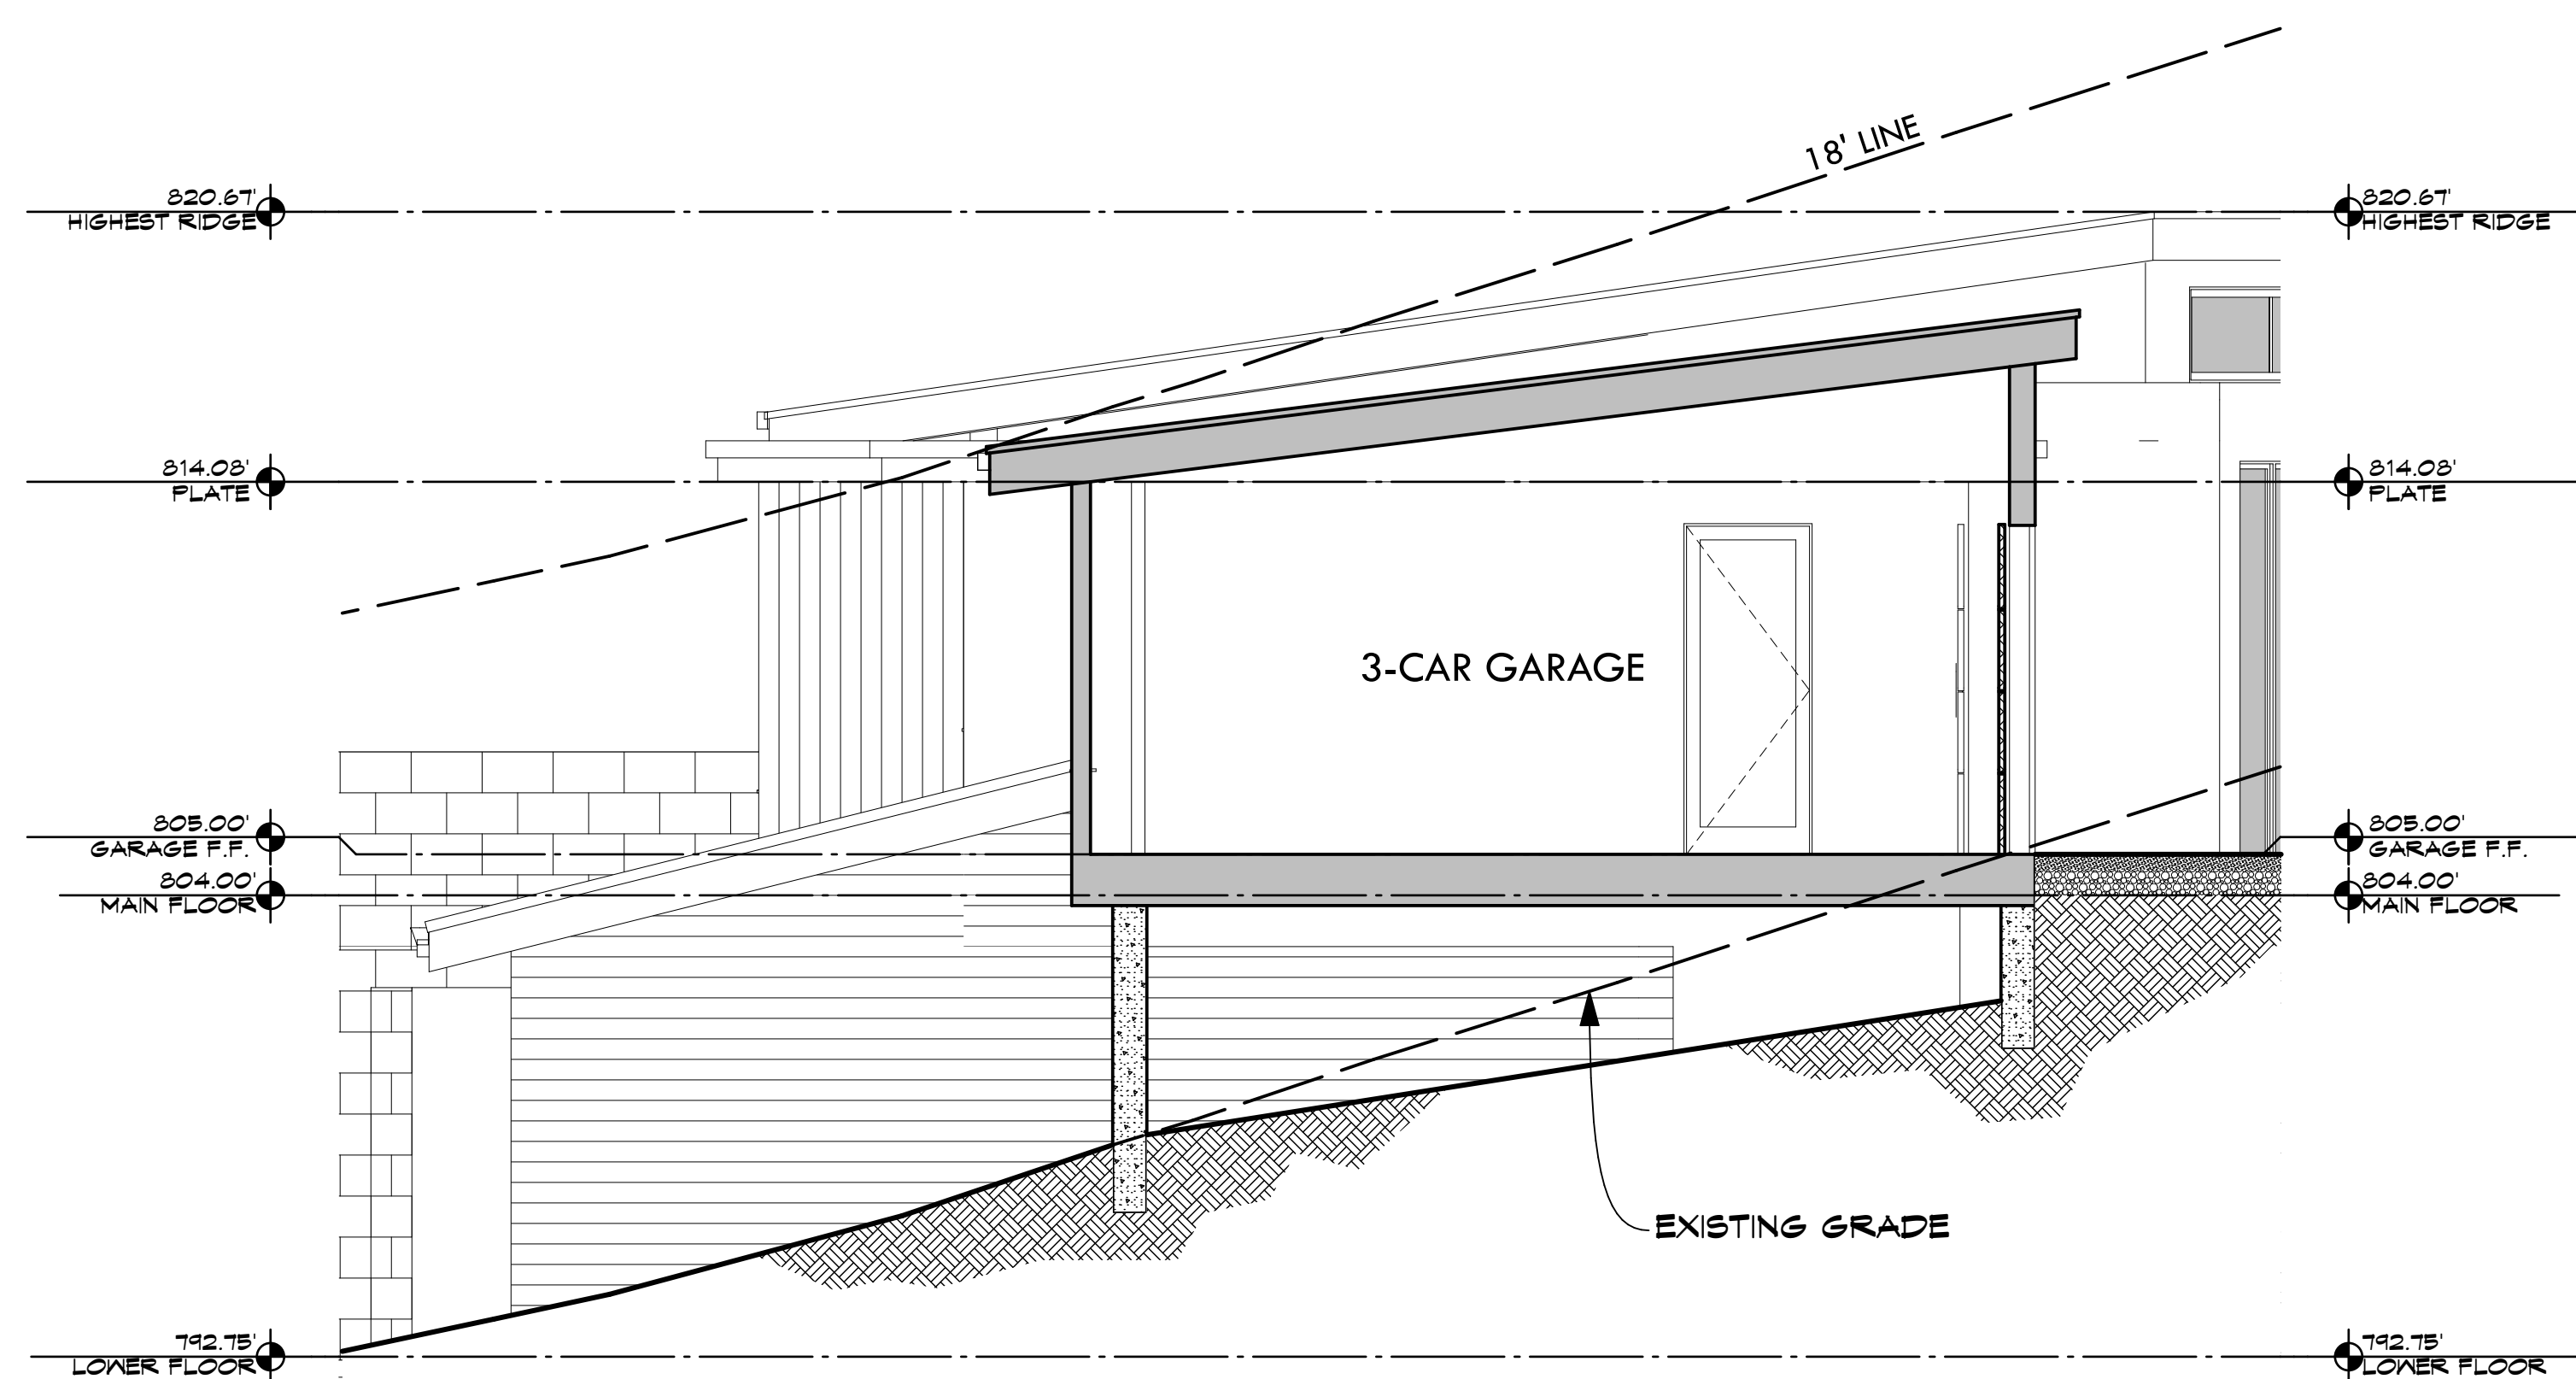 18' LINE
820.67'
HIGHEST RIDGE
820.67'
HIGHEST RIDGE
814.08'
PLATE
814.08'
PLATE
3-CAR GARAGE
805.00'
GARAGE F.F.
805.00'
GARAGE F.F.
804.00'
MAIN FLOOR
804.00'
MAIN FLOOR
EXISTING GRADE
792.75'
LOWER FLOOR
792.75'
LOWER FLOOR